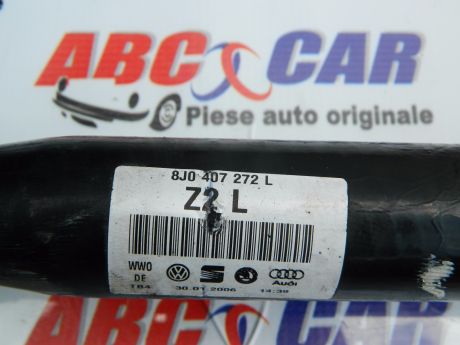 ABC CAR
Piese auto originale
8J0 407 272 L
Z2 L
WWO
DE
184
30.01.2006
14:39
Audi
ABC CAR